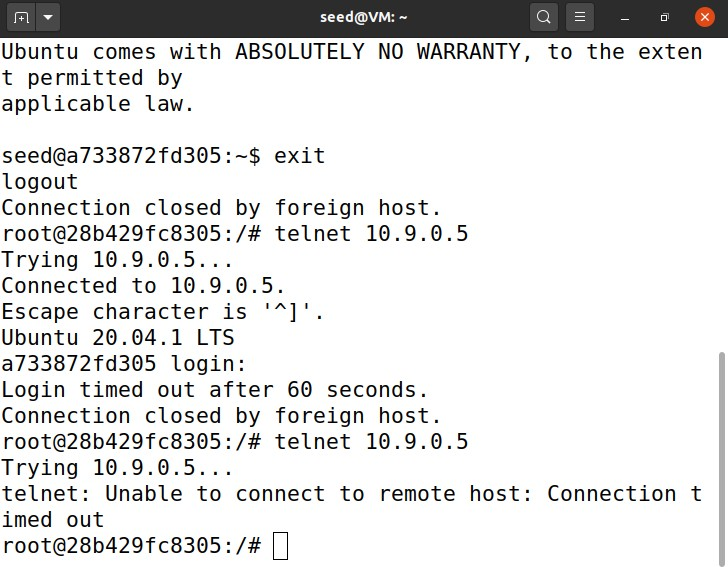 seed@VM: ~
Ubuntu comes with ABSOLUTELY NO WARRANTY, to the exten
t permitted by
applicable law.
seed@a733872fd305:~$ exit
logout
Connection closed by foreign host.
root@28b429fc8305:/# telnet 10.9.0.5
Trying 10.9.0.5...
Connected to 10.9.0.5.
Escape character is '^]'.
Ubuntu 20.04.1 LTS
a733872fd305 login:
Login timed out after 60 seconds.
Connection closed by foreign host.
root@28b429fc8305:/# telnet 10.9.0.5
Trying 10.9.0.5...
telnet: Unable to connect to remote host: Connection t
imed out
root@28b429fc8305:/#